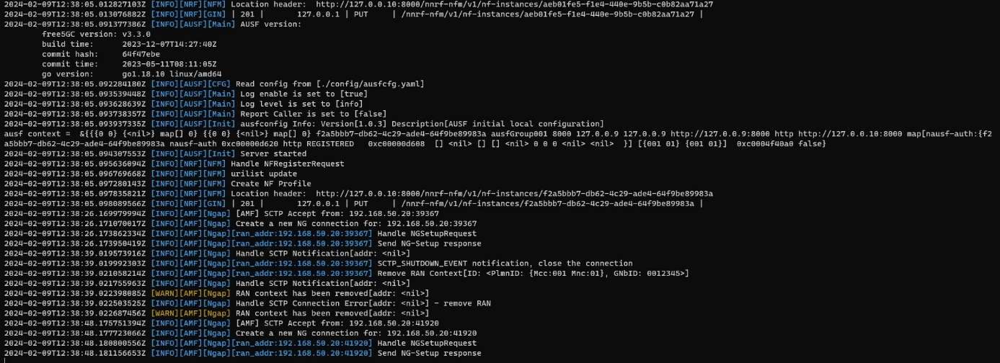 2024-02-09T12:38:05.012827103Z [INFO][NRF][NFM] Location header:  http://127.0.0.10:8000/nnrf-nfm/v1/nf-instances/aeb01fe5-f1e4-440e-9b5b-c0b82aa71a27
2024-02-09T12:38:05.013076882Z [INFO][NRF][GIN] | 201 |       127.0.0.1 | PUT     | /nnrf-nfm/v1/nf-instances/aeb01fe5-f1e4-440e-9b5b-c0b82aa71a27 |
2024-02-09T12:38:05.091377386Z [INFO][AUSF][Main] AUSF version:
free5GC version: v3.3.0
build time:      2023-12-07T14:27:40Z
commit hash:     64f47ebe
commit time:     2023-05-11T08:11:05Z
go version:      go1.18.10 linux/amd64
2024-02-09T12:38:05.092284180Z [INFO][AUSF][CFG] Read config from [./config/ausfcfg.yaml]
2024-02-09T12:38:05.093539448Z [INFO][AUSF][Main] Log enable is set to [true]
2024-02-09T12:38:05.093628639Z [INFO][AUSF][Main] Log level is set to [info]
2024-02-09T12:38:05.093738357Z [INFO][AUSF][Main] Report Caller is set to [false]
2024-02-09T12:38:05.093937335Z [INFO][AUSF][Init] ausfconfig Info: Version[1.0.3] Description[AUSF initial local configuration]
ausf context =  &{{{0 0} {<nil>} map[] 0} {{0 0} {<nil>} map[] 0} f2a5bbb7-db62-4c29-ade4-64f9be89983a ausfGroup001 8000 127.0.0.9 127.0.0.9 http://127.0.0.9:8000 http http://127.0.0.10:8000 map[nausf-auth:{f2
a5bbb7-db62-4c29-ade4-64f9be89983a nausf-auth 0xc00000d620 http REGISTERED   0xc00000d608  [] <nil> [] [] <nil> 0 0 0 <nil> <nil>  }] [{001 01} {001 01}]  0xc0004f40a0 false}
2024-02-09T12:38:05.094307553Z [INFO][AUSF][Init] Server started
2024-02-09T12:38:05.095636094Z [INFO][NRF][NFM] Handle NFRegisterRequest
2024-02-09T12:38:05.096769668Z [INFO][NRF][NFM] urilist update
2024-02-09T12:38:05.097280143Z [INFO][NRF][NFM] Create NF Profile
2024-02-09T12:38:05.097835821Z [INFO][NRF][NFM] Location header:  http://127.0.0.10:8000/nnrf-nfm/v1/nf-instances/f2a5bbb7-db62-4c29-ade4-64f9be89983a
2024-02-09T12:38:05.098089566Z [INFO][NRF][GIN] | 201 |       127.0.0.1 | PUT     | /nnrf-nfm/v1/nf-instances/f2a5bbb7-db62-4c29-ade4-64f9be89983a |
2024-02-09T12:38:26.169979994Z [INFO][AMF][Ngap] [AMF] SCTP Accept from: 192.168.50.20:39367
2024-02-09T12:38:26.171070017Z [INFO][AMF][Ngap] Create a new NG connection for: 192.168.50.20:39367
2024-02-09T12:38:26.173862334Z [INFO][AMF][Ngap][ran_addr:192.168.50.20:39367] Handle NGSetupRequest
2024-02-09T12:38:26.173950419Z [INFO][AMF][Ngap][ran_addr:192.168.50.20:39367] Send NG-Setup response
2024-02-09T12:38:39.019573916Z [INFO][AMF][Ngap] Handle SCTP Notification[addr: <nil>]
2024-02-09T12:38:39.019992303Z [INFO][AMF][Ngap][ran_addr:192.168.50.20:39367] SCTP_SHUTDOWN_EVENT notification, close the connection
2024-02-09T12:38:39.021058214Z [INFO][AMF][Ngap][ran_addr:192.168.50.20:39367] Remove RAN Context[ID: <PlmnID: {Mcc:001 Mnc:01}, GNbID: 0012345>]
2024-02-09T12:38:39.021755963Z [INFO][AMF][Ngap] Handle SCTP Notification[addr: <nil>]
2024-02-09T12:38:39.022398085Z [WARN][AMF][Ngap] RAN context has been removed[addr: <nil>]
2024-02-09T12:38:39.022503525Z [INFO][AMF][Ngap] Handle SCTP Connection Error[addr: <nil>] - remove RAN
2024-02-09T12:38:39.022687456Z [WARN][AMF][Ngap] RAN context has been removed[addr: <nil>]
2024-02-09T12:38:48.175751394Z [INFO][AMF][Ngap] [AMF] SCTP Accept from: 192.168.50.20:41920
2024-02-09T12:38:48.177723066Z [INFO][AMF][Ngap] Create a new NG connection for: 192.168.50.20:41920
2024-02-09T12:38:48.180800556Z [INFO][AMF][Ngap][ran_addr:192.168.50.20:41920] Handle NGSetupRequest
2024-02-09T12:38:48.181156653Z [INFO][AMF][Ngap][ran_addr:192.168.50.20:41920] Send NG-Setup response